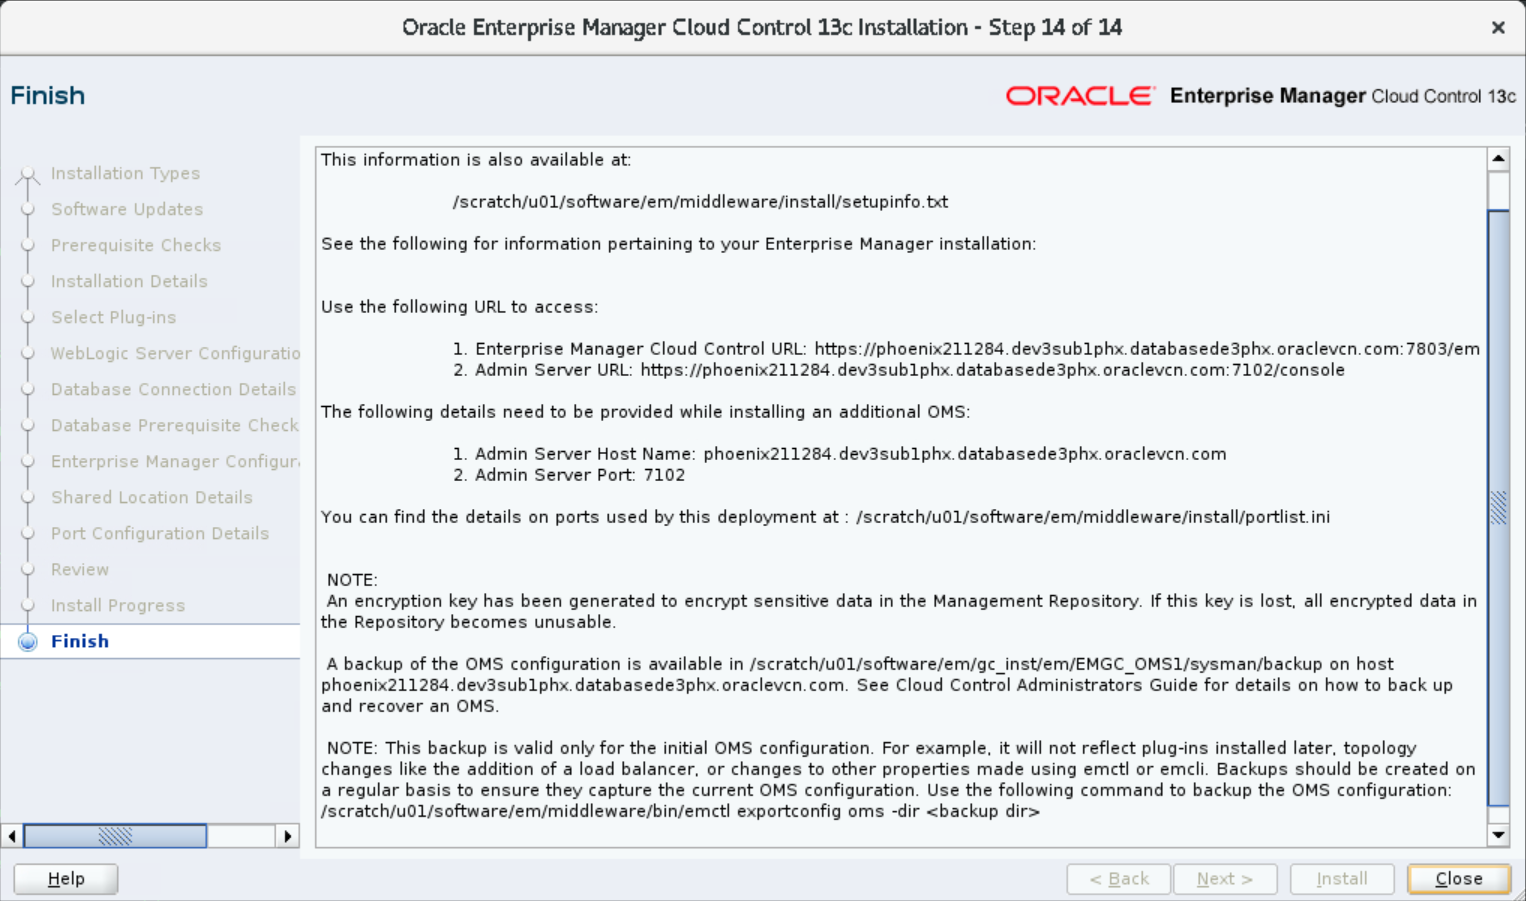 Oracle Enterprise Manager Cloud Control 13c Installation - Step 14 of 14
Finish
ORACLE Enterprise Manager Cloud Control 13c
Installation Types
Software Updates
Prerequisite Checks
Installation Details
Select Plug-ins
WebLogic Server Configuratio
Database Connection Details
Database Prerequisite Check
Enterprise Manager Configura
Shared Location Details
Port Configuration Details
Review
Install Progress
Finish
This information is also available at:
/scratch/u01/software/em/middleware/install/setupinfo.txt
See the following for information pertaining to your Enterprise Manager installation:
Use the following URL to access:
1. Enterprise Manager Cloud Control URL: https://phoenix211284.dev3sub1phx.databasede3phx.oraclevcn.com:7803/em
2. Admin Server URL: https://phoenix211284.dev3sub1phx.databasede3phx.oraclevcn.com:7102/console
The following details need to be provided while installing an additional OMS:
1. Admin Server Host Name: phoenix211284.dev3sub1phx.databasede3phx.oraclevcn.com
2. Admin Server Port: 7102
You can find the details on ports used by this deployment at : /scratch/u01/software/em/middleware/install/portlist.ini
NOTE:
An encryption key has been generated to encrypt sensitive data in the Management Repository. If this key is lost, all encrypted data in
the Repository becomes unusable.
A backup of the OMS configuration is available in /scratch/u01/software/em/gc_inst/em/EMGC_OMS1/sysman/backup on host
phoenix211284.dev3sub1phx.databasede3phx.oraclevcn.com. See Cloud Control Administrators Guide for details on how to back up
and recover an OMS.
NOTE: This backup is valid only for the initial OMS configuration. For example, it will not reflect plug-ins installed later, topology
changes like the addition of a load balancer, or changes to other properties made using emctl or emcli. Backups should be created on
a regular basis to ensure they capture the current OMS configuration. Use the following command to backup the OMS configuration:
/scratch/u01/software/em/middleware/bin/emctl exportconfig oms -dir <backup dir>
Help
< Back
Next >
Install
Close